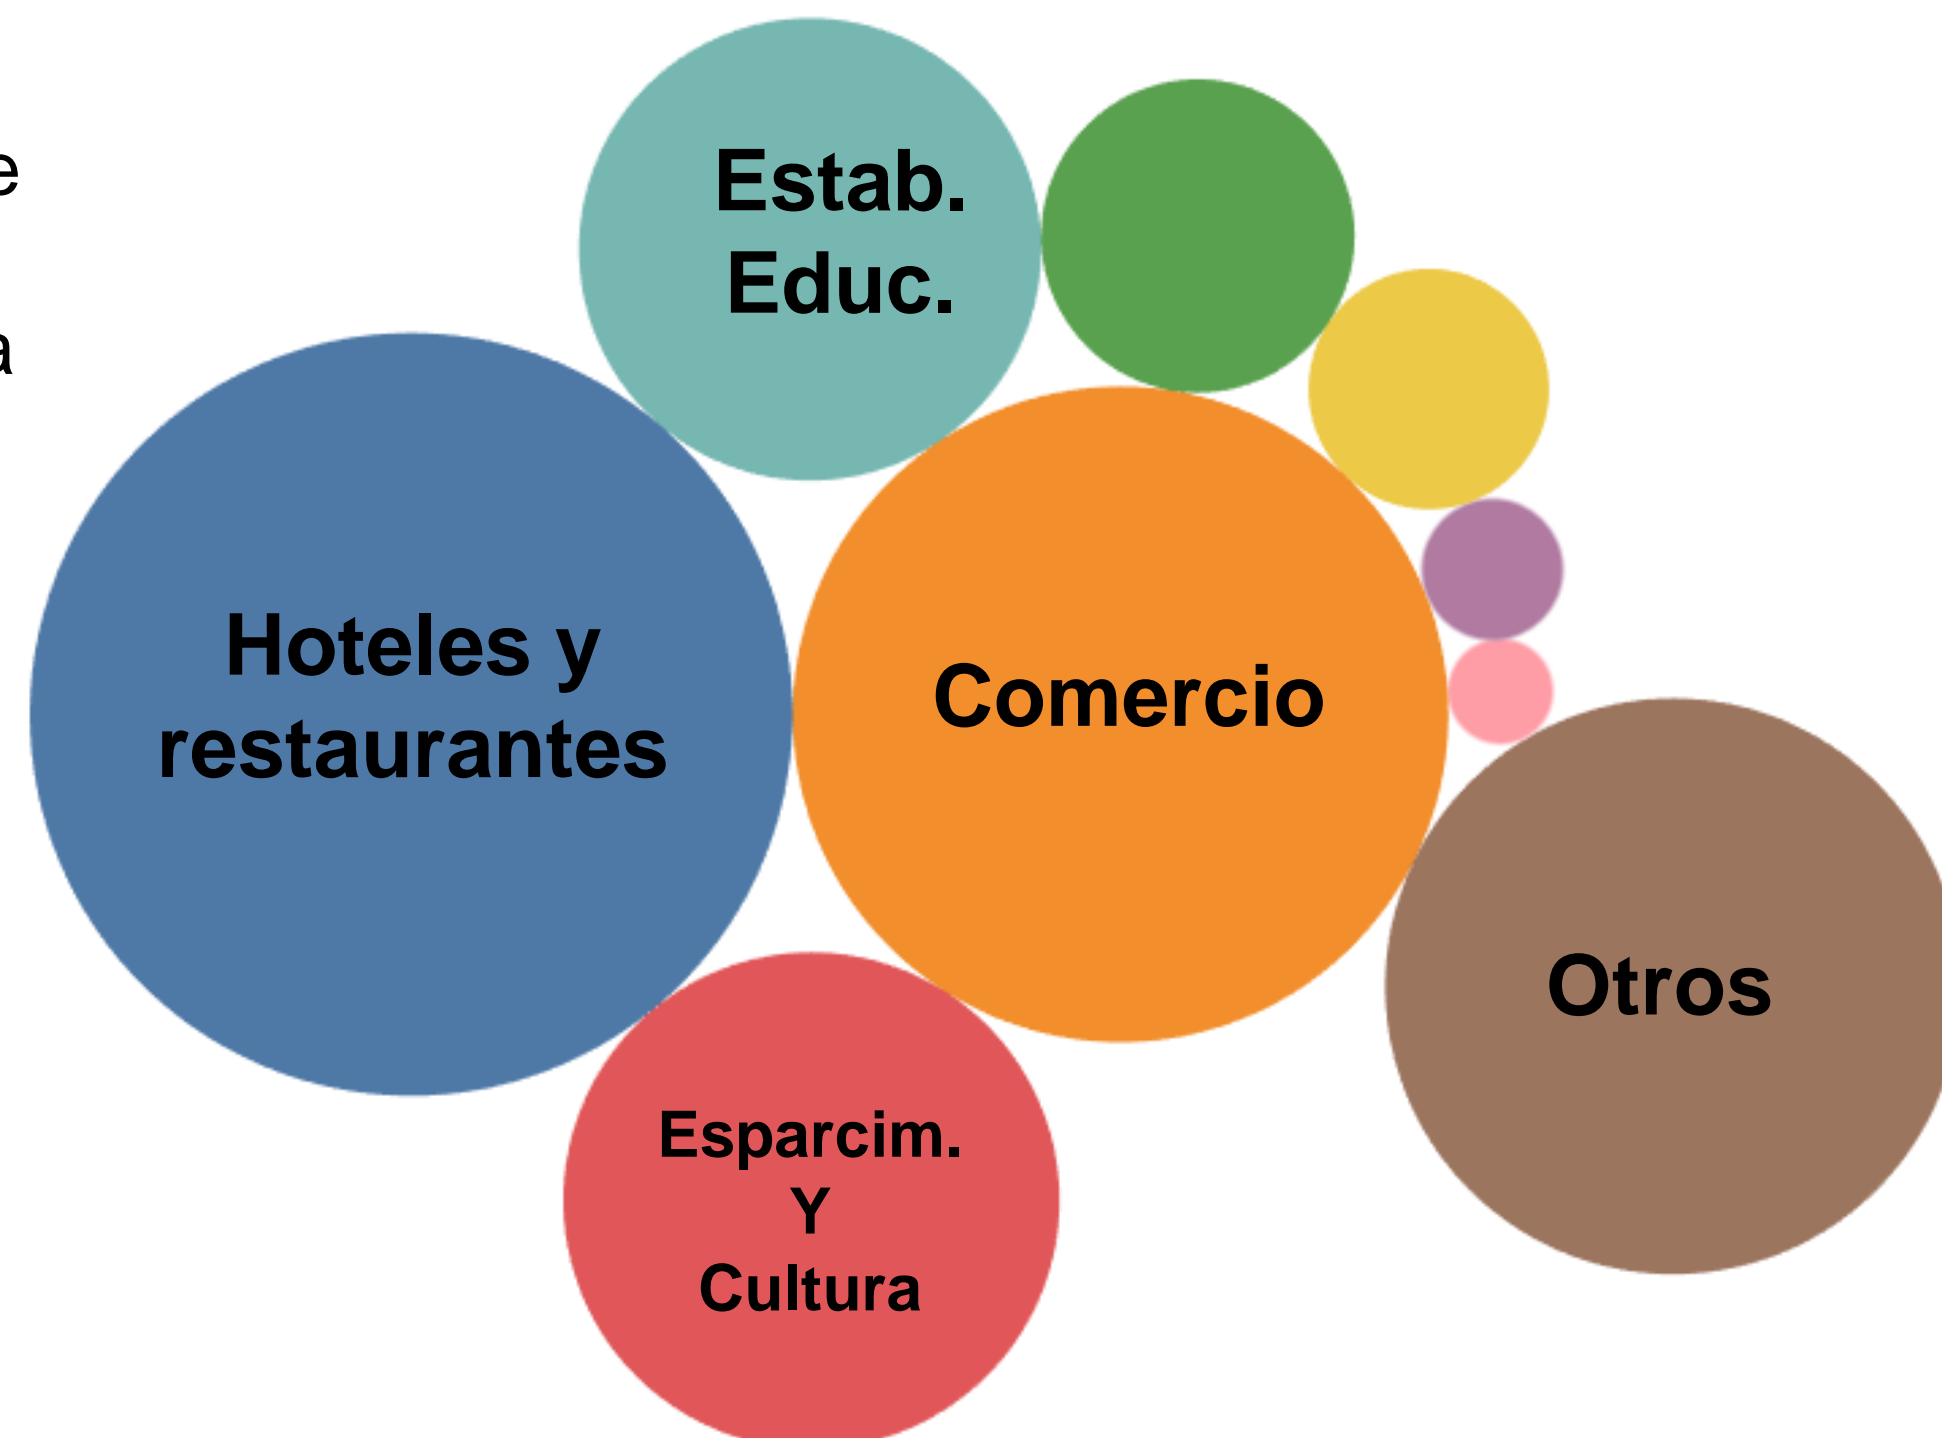 e
a
Estab.
Educ.
Hoteles y
restaurantes
Comercio
Otros
Esparcim.
Y
Cultura